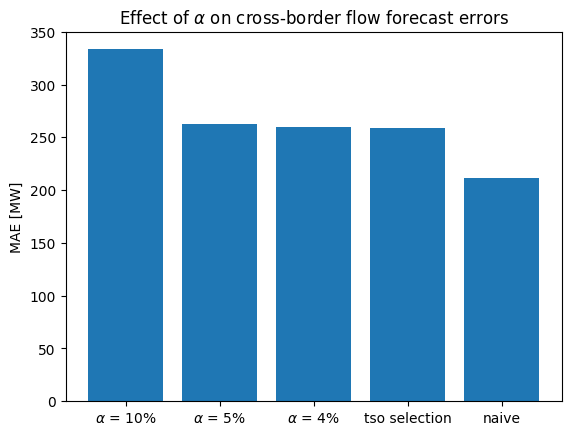 Effect of α on cross-border flow forecast errors
MAE [MW]
350
300
250
200
150
100
50
0
α = 10%
α = 5%
α = 4%
tso selection
naive